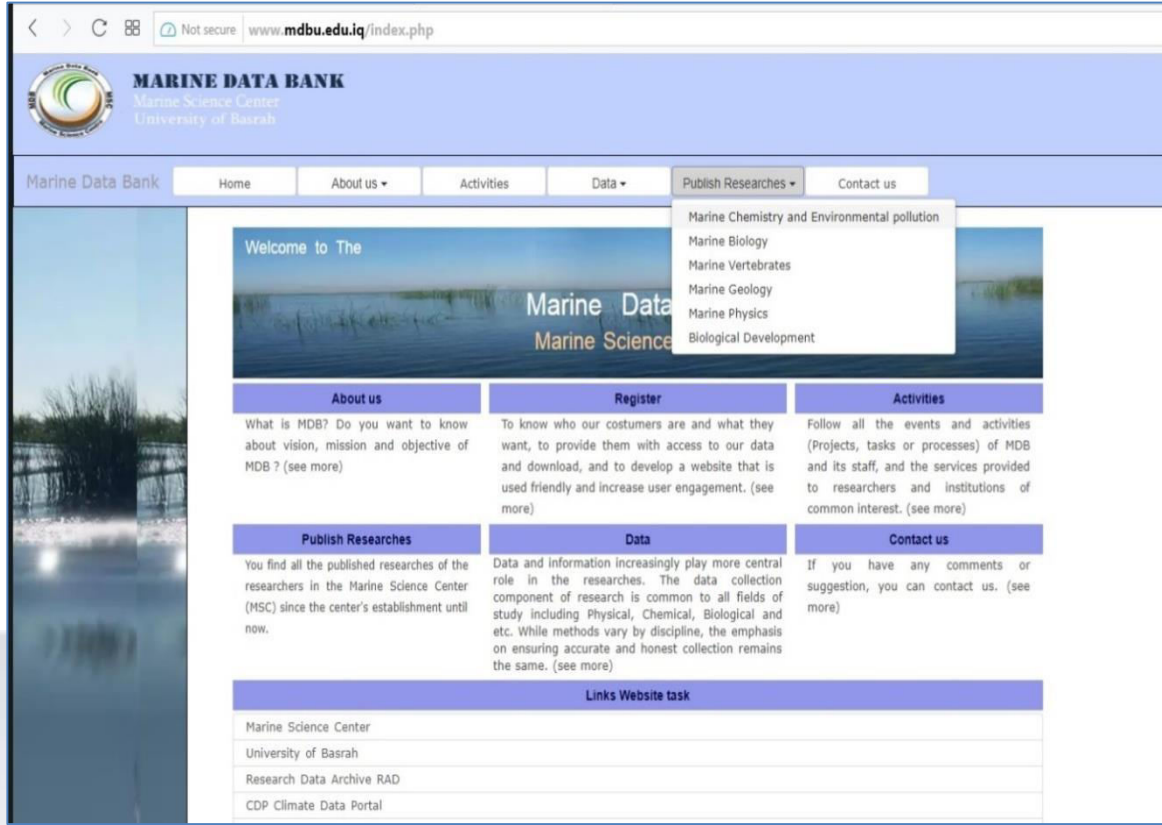 Not secure www.mdbu.edu.iq/index.php
Marine Data Bank
MDB
MSC
Marine Science Center
MARINE DATA BANK
Marine Science Center
University of Basrah
Marine Data Bank
Home
About us
Activities
Data
Publish Researches
Contact us
Marine Chemistry and Environmental pollution
Marine Biology
Marine Vertebrates
Marine Geology
Marine Physics
Biological Development
Welcome to The
Marine Data
Marine Science
About us
What is MDB? Do you want to know
about vision, mission and objective of
MDB ? (see more)
Register
To know who our costumers are and what they
want, to provide them with access to our data
and download, and to develop a website that is
used friendly and increase user engagement. (see
more)
Activities
Follow all the events and activities
(Projects, tasks or processes) of MDB
and its staff, and the services provided
to researchers and institutions of
common interest. (see more)
Publish Researches
You find all the published researches of the
researchers in the Marine Science Center
(MSC) since the center's establishment until
now.
Data
Data and information increasingly play more central
role in the researches. The data collection
component of research is common to all fields of
study including Physical, Chemical, Biological and
etc. While methods vary by discipline, the emphasis
on ensuring accurate and honest collection remains
the same. (see more)
Contact us
If you have any comments or
suggestion, you can contact us. (see
more)
Links Website task
Marine Science Center
University of Basrah
Research Data Archive RAD
CDP Climate Data Portal